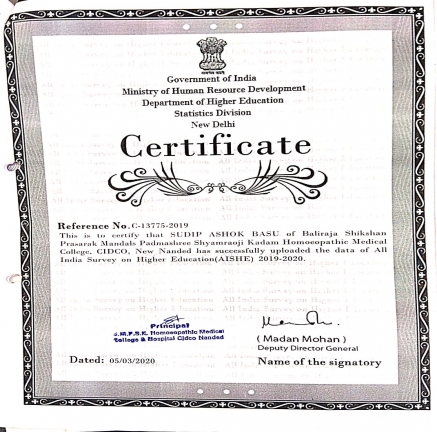 Government of India
Ministry of Human Resource Development
Department of Higher Education
Statistics Division
New Delhi
Certificate
Reference No. C-13775-2019
This is to certify that SUDIP ASHOK BASU of Baliraja Shikshan
Prasarak Mandals Padmashree Shyamraoji Kadam Homoeopathic Medical
College, CIDCO, New Nanded has successfully uploaded the data of All
India Survey on Higher Education(AISHE) 2019-2020.
Principal
Homoeopathic Medical
College & Hospital Cidco Nanded
( Madan Mohan )
Deputy Director General
Dated: 05/03/2020
Name of the signatory